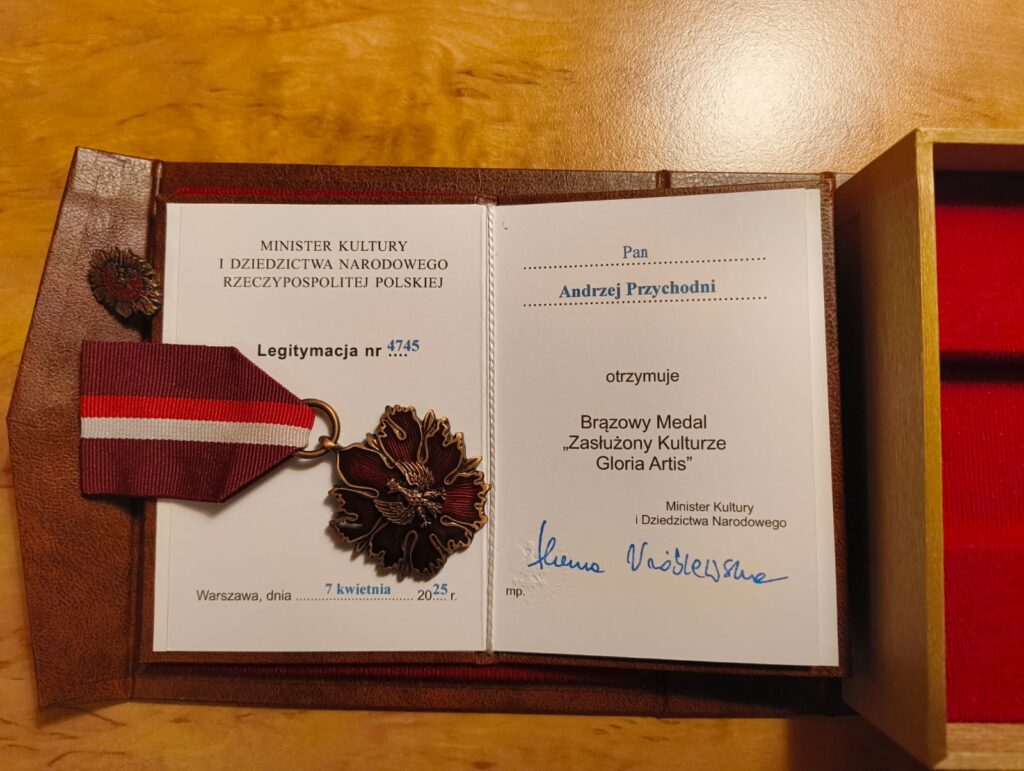 MINISTER KULTURY
I DZIEDZICTWA NARODOWEGO
RZECZYPOSPOLITEJ POLSKIEJ
Legitymacja nr 4745
Warszawa, dnia 7 kwietnia 2025 r.
Pan
Andrzej Przychodni
otrzymuje
Brązowy Medal
„Zasłużony Kulturze
Gloria Artis”
Minister Kultury
i Dziedzictwa Narodowego
mp.